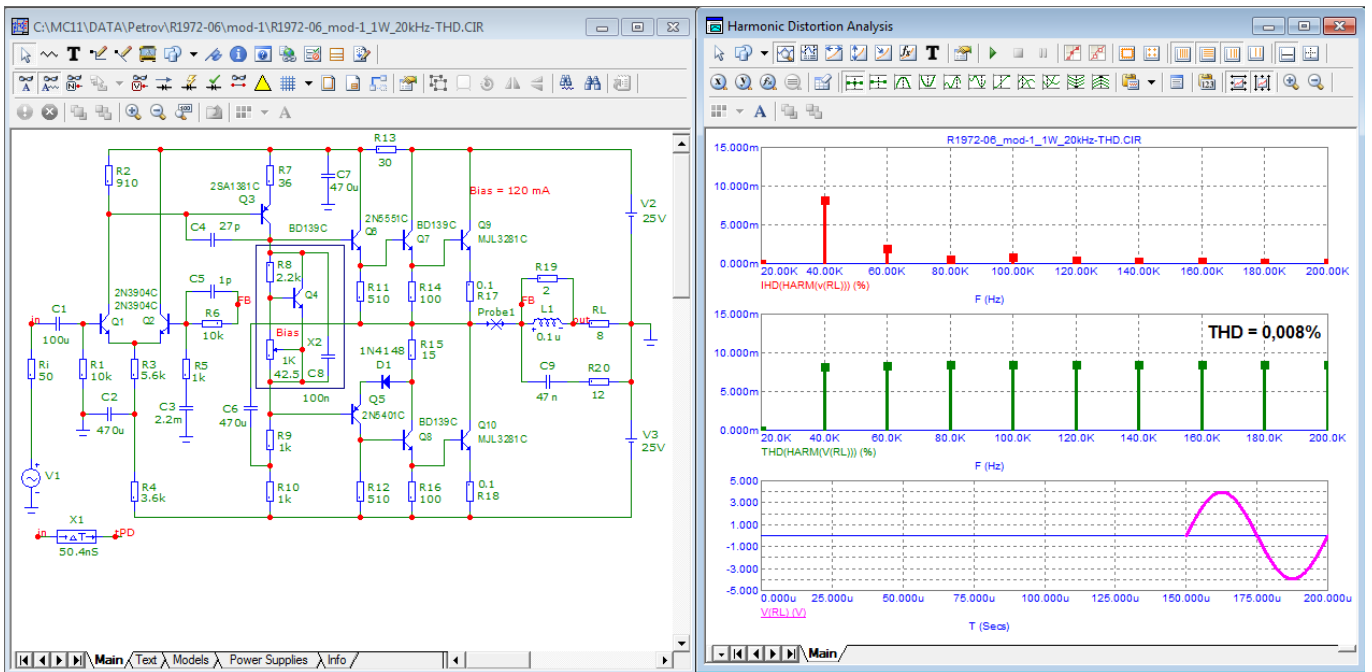 C:\MC11\DATA\Petrov\R1972-06\mod-1\R1972-06_mod-1_1W_20kHz-THD.CIR
R13
30
R2
910
R7
36
2SA1381C
Q3
C7
470u
Bias = 120 mA
V2
25V
C4
27p
BD139C
2N5551C
Q6
BD139C
Q7
Q9
MJL3281C
R8
2.2k
Q4
C5
1p
FB
R6
10k
2N3904C
2N3904C
Q1
Q2
C1
100u
in
R11
510
R14
100
0.1
R17
R19
2
FB
L1
0.1u
out
RL
8
Probe1
Bias
X2
1K
42.5
C8
100n
1N4148
D1
R15
15
Ri
50
R1
10k
R3
5.6k
R5
1k
C2
470u
C3
2.2m
C6
470u
Q5
2N5401C
BD139C
Q8
Q10
MJL3281C
C9
47n
R20
12
V3
25V
R9
1k
V1
R4
3.6k
R10
1k
R12
510
R16
100
0.1
R18
in
X1
tPD
50.4nS
Main
Text
Models
Power Supplies
Info
Harmonic Distortion Analysis
R1972-06_mod-1_1W_20kHz-THD.CIR
15.000m
10.000m
5.000m
0.000m
20.00K 40.00K 60.00K 80.00K 100.00K 120.00K 140.00K 160.00K 180.00K 200.00K
IHD(HARM(v(RL))) (%)
F (Hz)
15.000m
THD = 0,008%
10.000m
5.000m
0.000m
20.0K 40.0K 60.0K 80.0K 100.0K 120.0K 140.0K 160.0K 180.0K 200.0K
THD(HARM(V(RL))) (%)
F (Hz)
5.000
3.000
1.000
-1.000
-3.000
-5.000
0.000u 25.000u 50.000u 75.000u 100.000u 125.000u 150.000u 175.000u 200.000u
V(RL) (V)
T (Secs)
Main